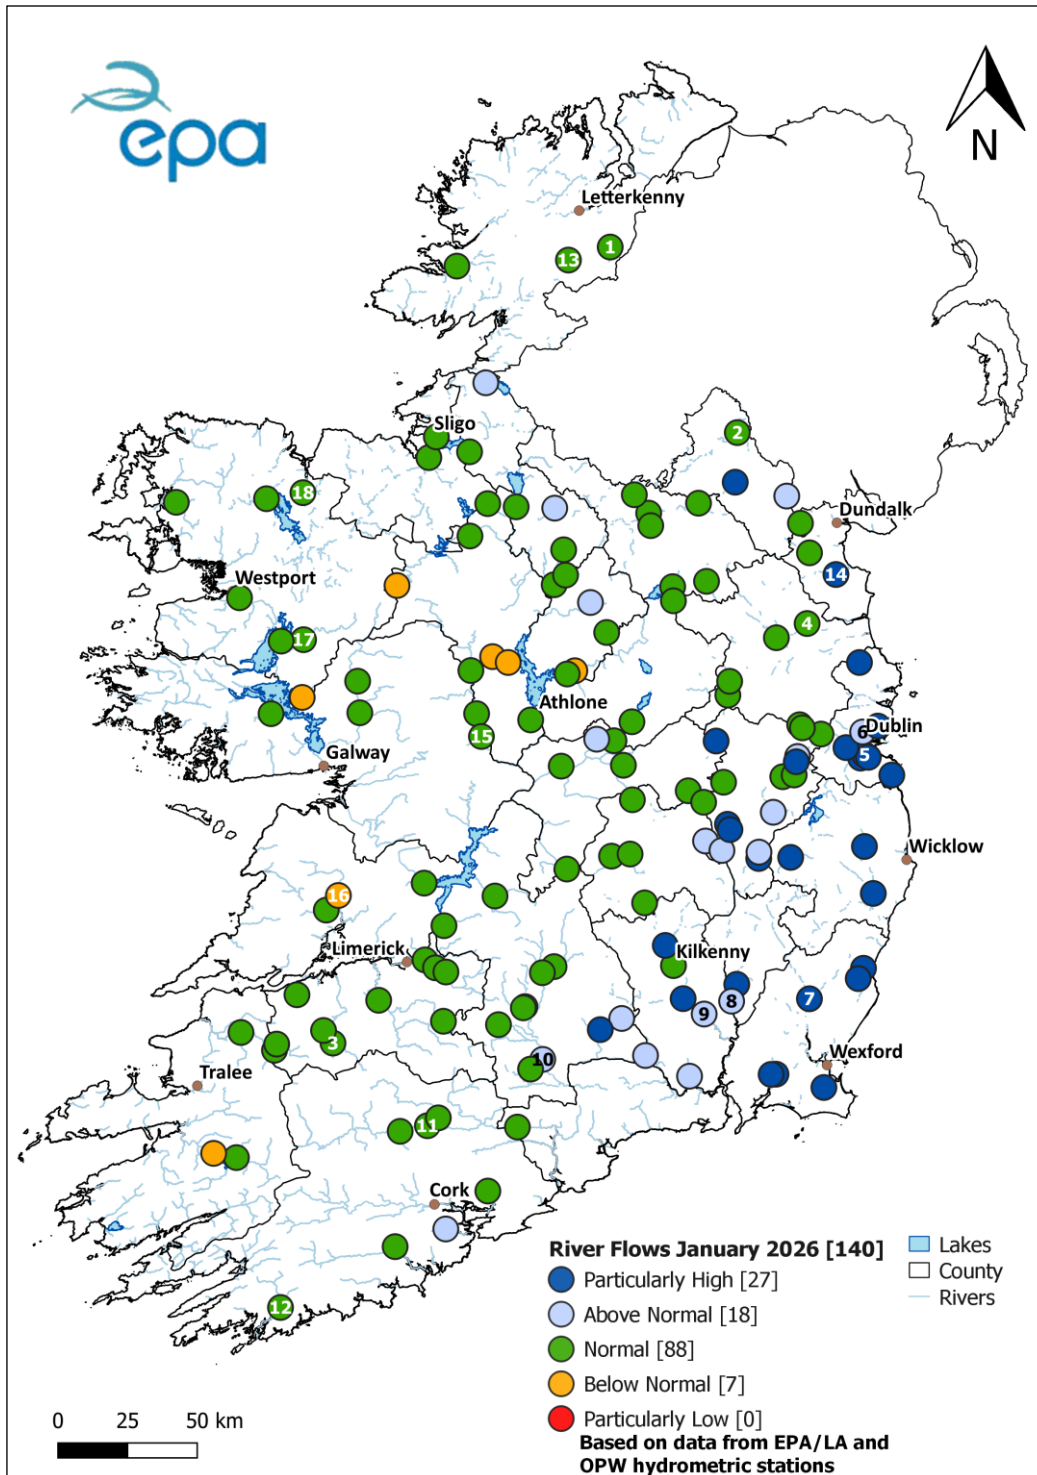 epa
N
Letterkenny
1
13
2
Sligo
18
Dundalk
14
Westport
17
4
Athlone
15
6
Dublin
5
Galway
Wicklow
16
Limerick
Kilkenny
8
7
9
3
10
Wexford
Tralee
11
Cork
12
River Flows January 2026 [140]
Particularly High [27]
Above Normal [18]
Normal [88]
Below Normal [7]
Particularly Low [0]
Lakes
County
Rivers
Based on data from EPA/LA and
OPW hydrometric stations
0 25 50 km